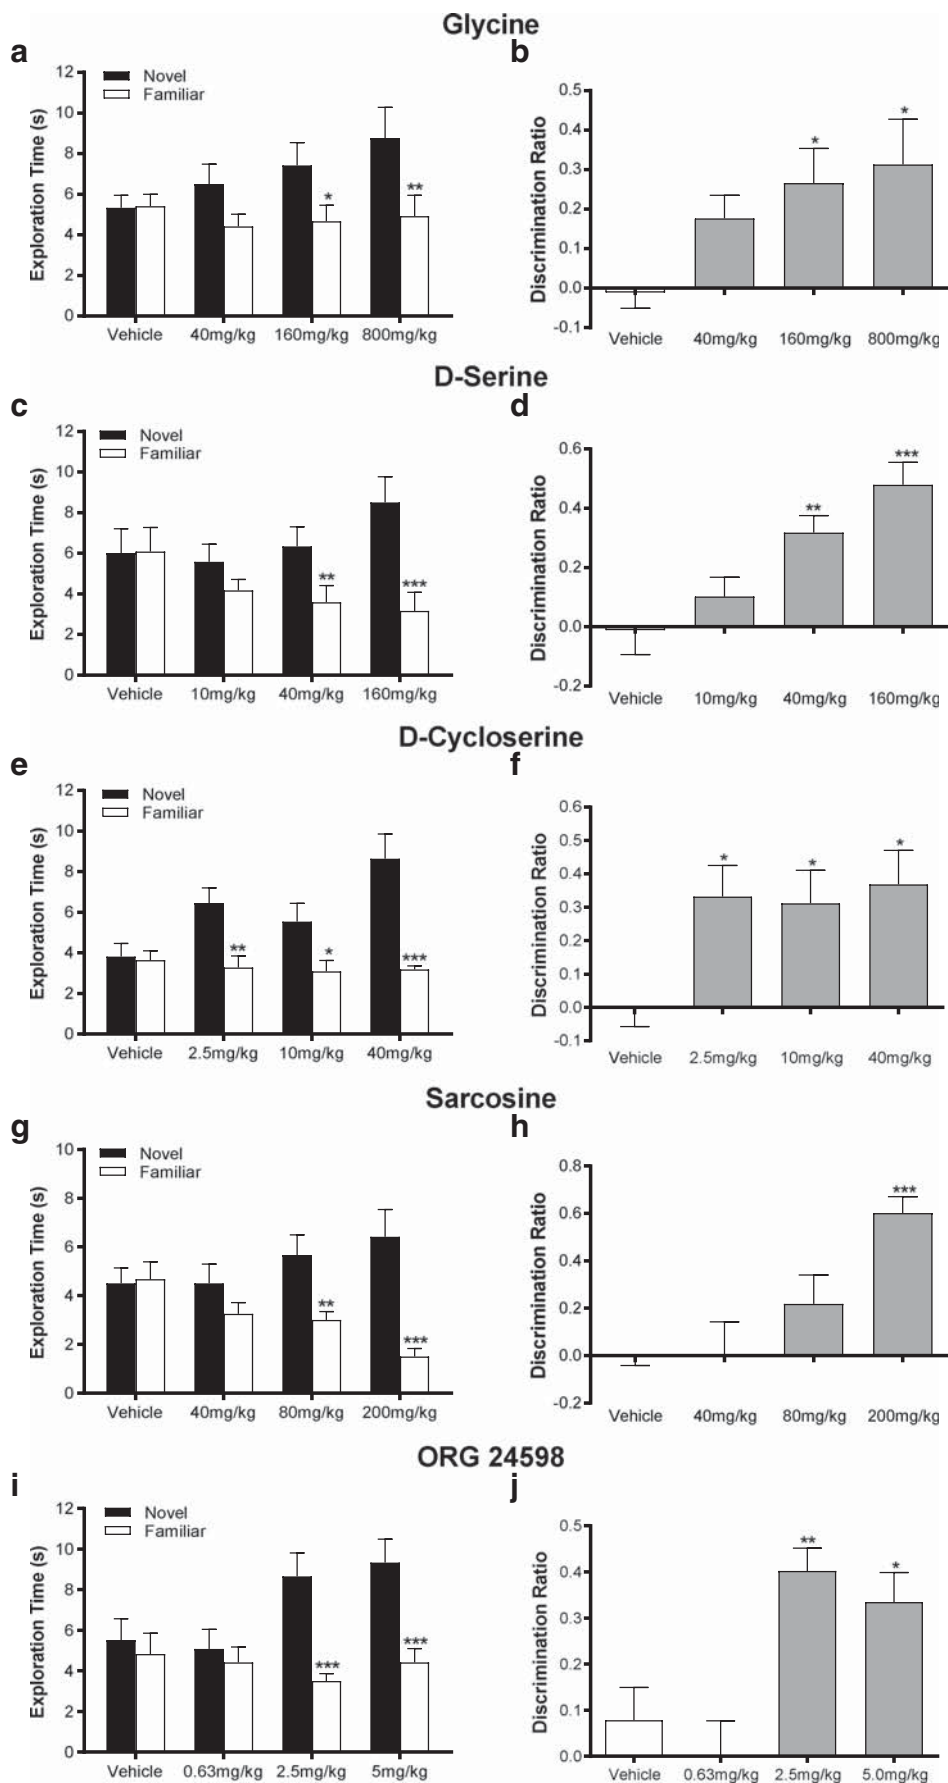 Glycine
a
b
Novel
Familiar
Exploration Time (s)
12
10
8
6
4
2
0
*
**
Vehicle 40mg/kg 160mg/kg 800mg/kg
Discrimination Ratio
0.5
0.4
0.3
0.2
0.1
0.0
-0.1
*
*
Vehicle 40mg/kg 160mg/kg 800mg/kg
D-Serine
c
d
Novel
Familiar
Exploration Time (s)
12
10
8
6
4
2
0
**
***
Vehicle 10mg/kg 40mg/kg 160mg/kg
Discrimination Ratio
0.6
0.4
0.2
0.0
-0.2
**
***
Vehicle 10mg/kg 40mg/kg 160mg/kg
D-Cycloserine
e
f
Novel
Familiar
Exploration Time (s)
12
10
8
6
4
2
0
**
*
***
Vehicle 2.5mg/kg 10mg/kg 40mg/kg
Discrimination Ratio
0.6
0.5
0.4
0.3
0.2
0.1
0.0
-0.1
*
*
*
Vehicle 2.5mg/kg 10mg/kg 40mg/kg
Sarcosine
g
h
Novel
Familiar
Exploration Time (s)
10
8
6
4
2
0
**
***
Vehicle 40mg/kg 80mg/kg 200mg/kg
Discrimination Ratio
0.8
0.6
0.4
0.2
0.0
-0.2
***
Vehicle 40mg/kg 80mg/kg 200mg/kg
ORG 24598
i
j
Novel
Familiar
Exploration Time (s)
12
10
8
6
4
2
0
***
***
Vehicle 0.63mg/kg 2.5mg/kg 5mg/kg
Discrimination Ratio
0.5
0.4
0.3
0.2
0.1
0.0
**
*
Vehicle 0.63mg/kg 2.5mg/kg 5.0mg/kg